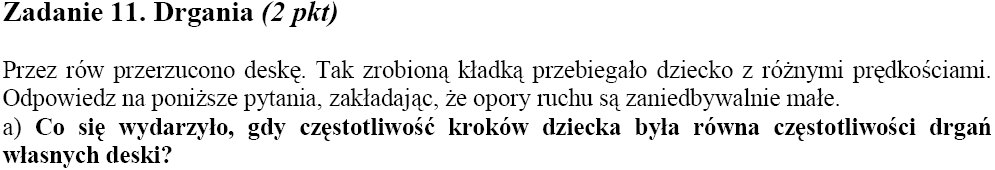 Zadanie 11. Drgania (2 pkt)
Przez rów przerzucono deskę. Tak zrobioną kładką przebiegało dziecko z różnymi prędkościami.
Odpowiedz na poniższe pytania, zakładając, że opory ruchu są zaniedbywalnie małe.
a) Co się wydarzyło, gdy częstotliwość kroków dziecka była równa częstotliwości drgań
własnych deski?